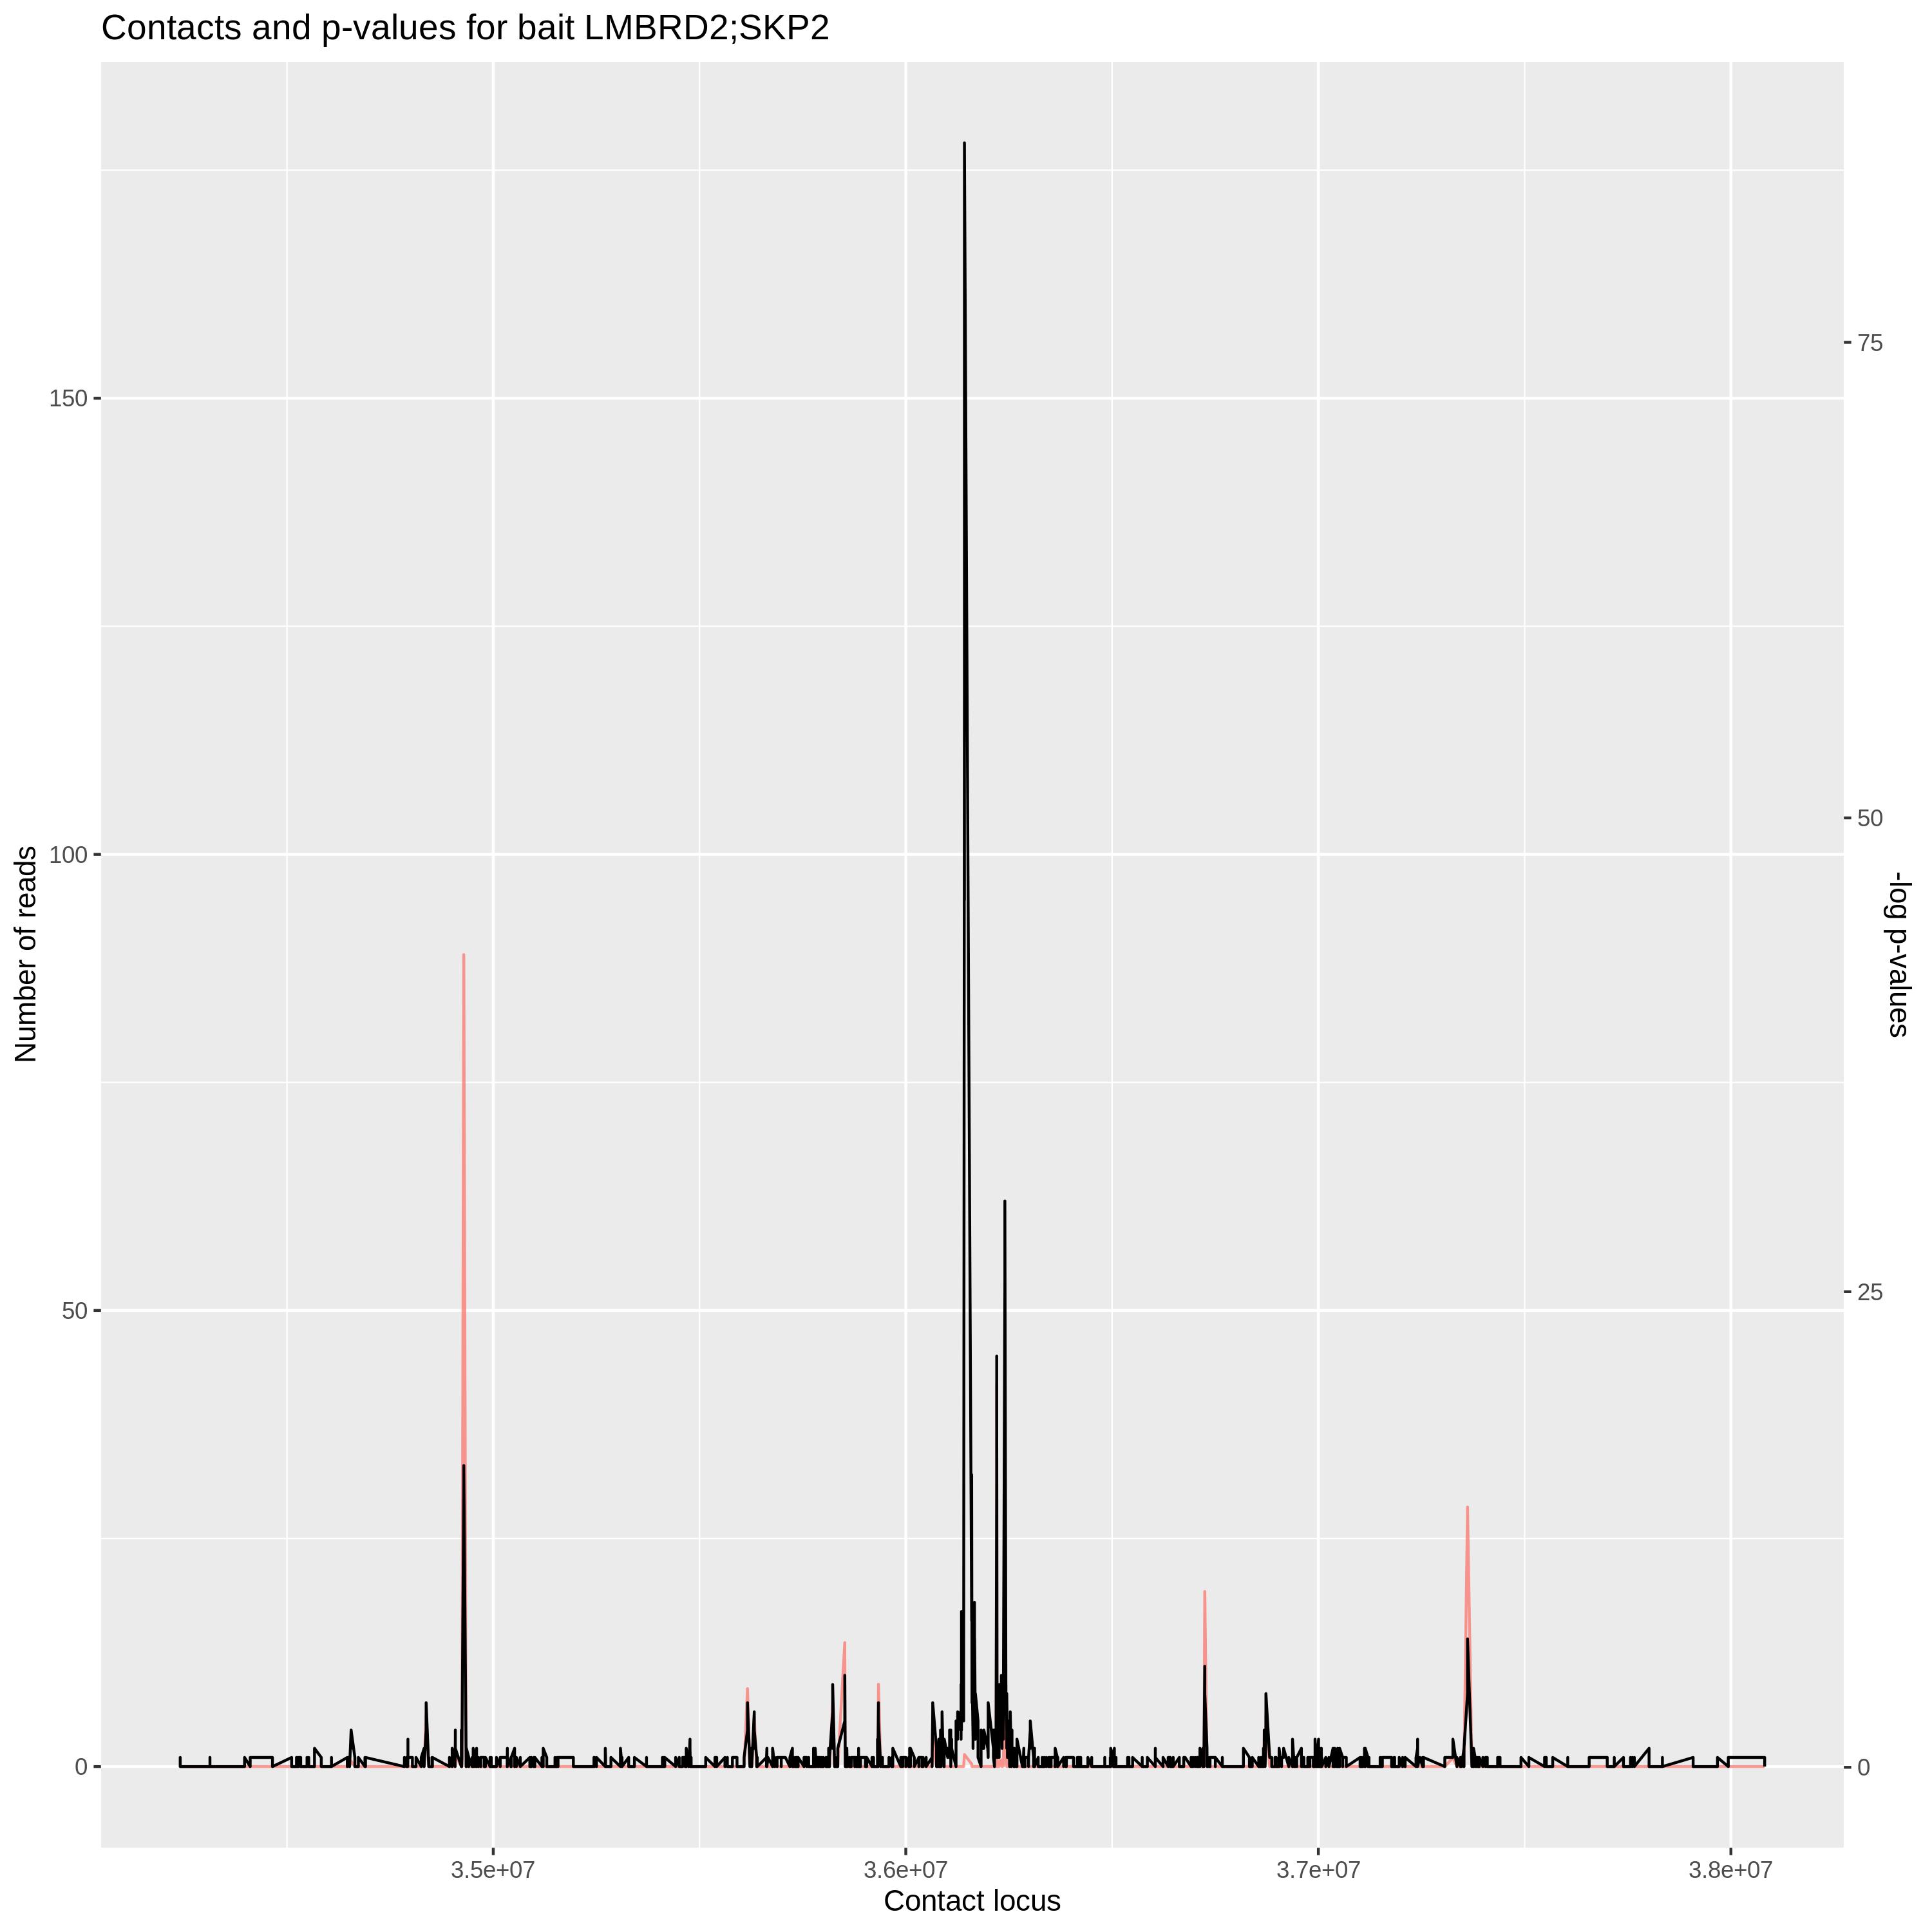 Contacts and p-values for bait LMBRD2;SKP2
150
100
50
0
Number of reads
75
50
25
0
-log p-values
3.5e+07
3.6e+07
3.7e+07
3.8e+07
Contact locus